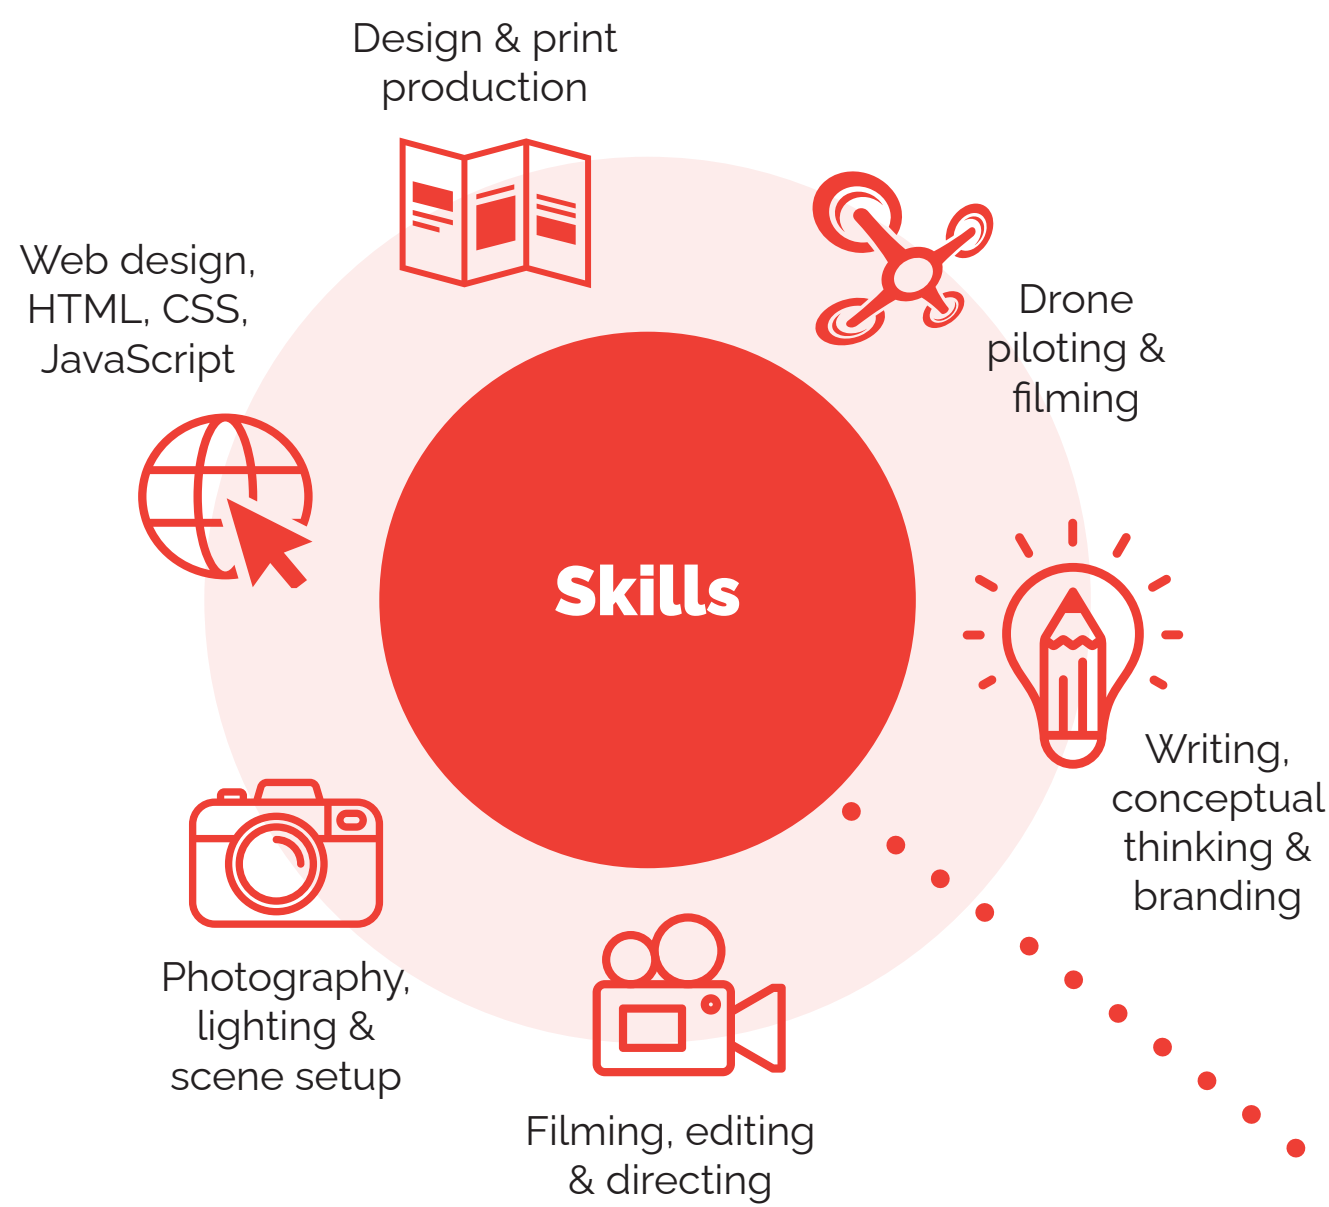 Design & print
production
Web design,
HTML, CSS,
JavaScript
Drone
piloting &
filming
Skills
Writing,
conceptual
thinking &
branding
Photography,
lighting &
scene setup
Filming, editing
& directing